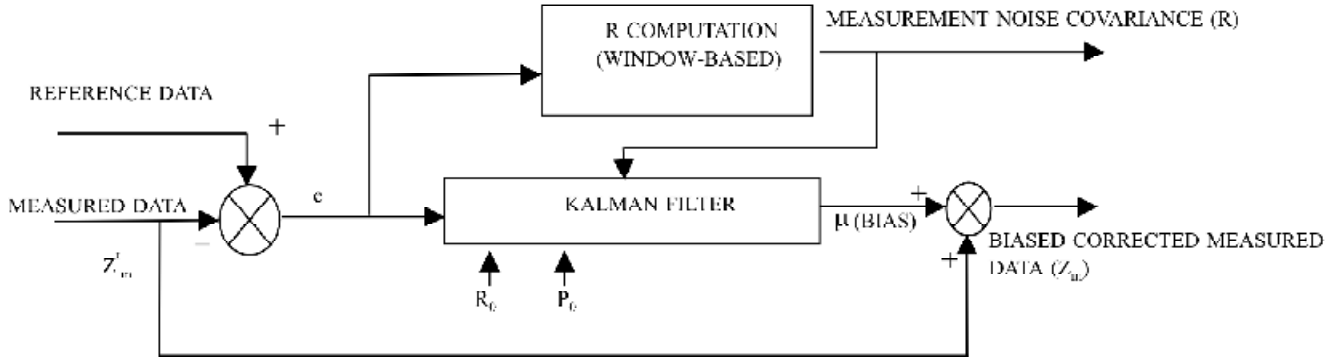 MEASUREMENT NOISE COVARIANCE (R)
R COMPUTATION
(WINDOW-BASED)
REFERENCE DATA
+
MEASURED DATA
−
e
KALMAN FILTER
+
μ (BIAS)
BIASED CORRECTED MEASURED
DATA (Zm)
+
Z'm
R0
P0